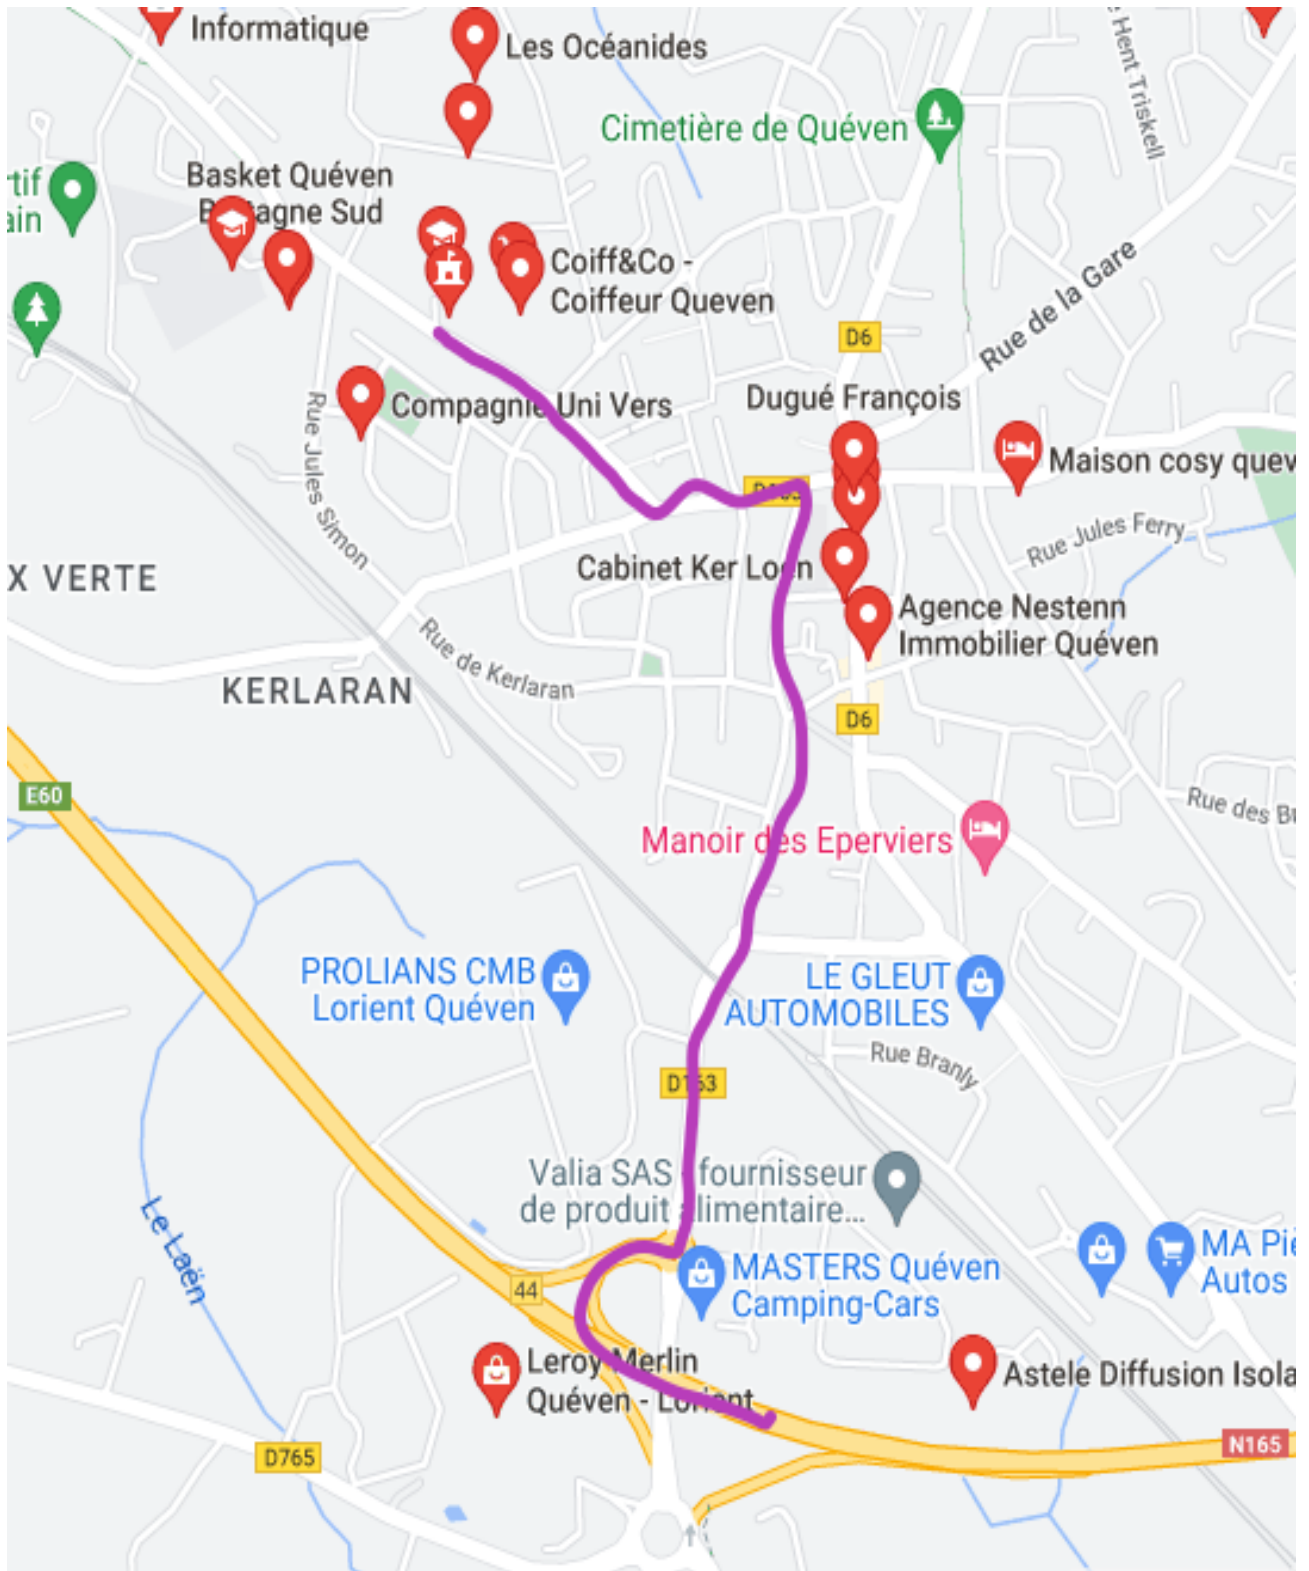 Informatique
Les Océanides
Hent Triskell
Cimetière de Quéven
Basket Quéven
Bretagne Sud
Coiff&Co -
Coiffeur Queven
Rue de la Gare
D6
Compagnie Uni Vers
Dugué François
Rue Jules Simon
Maison cosy quev
Rue Jules Ferry
Cabinet Ker Loen
X VERTE
Agence Nestenn
Immobilier Quéven
Rue de Kerlaran
KERLARAN
D6
E60
Rue des
Manoir des Eperviers
PROLIANS CMB
Lorient Quéven
LE GLEUT
AUTOMOBILES
Rue Branly
D163
Valia SAS fournisseur
de produit alimentaire...
Le Laën
MASTERS Quéven
Camping-Cars
MA Piè
Autos
44
Leroy Merlin
Quéven - Lorient
Astele Diffusion Isola
D765
N165